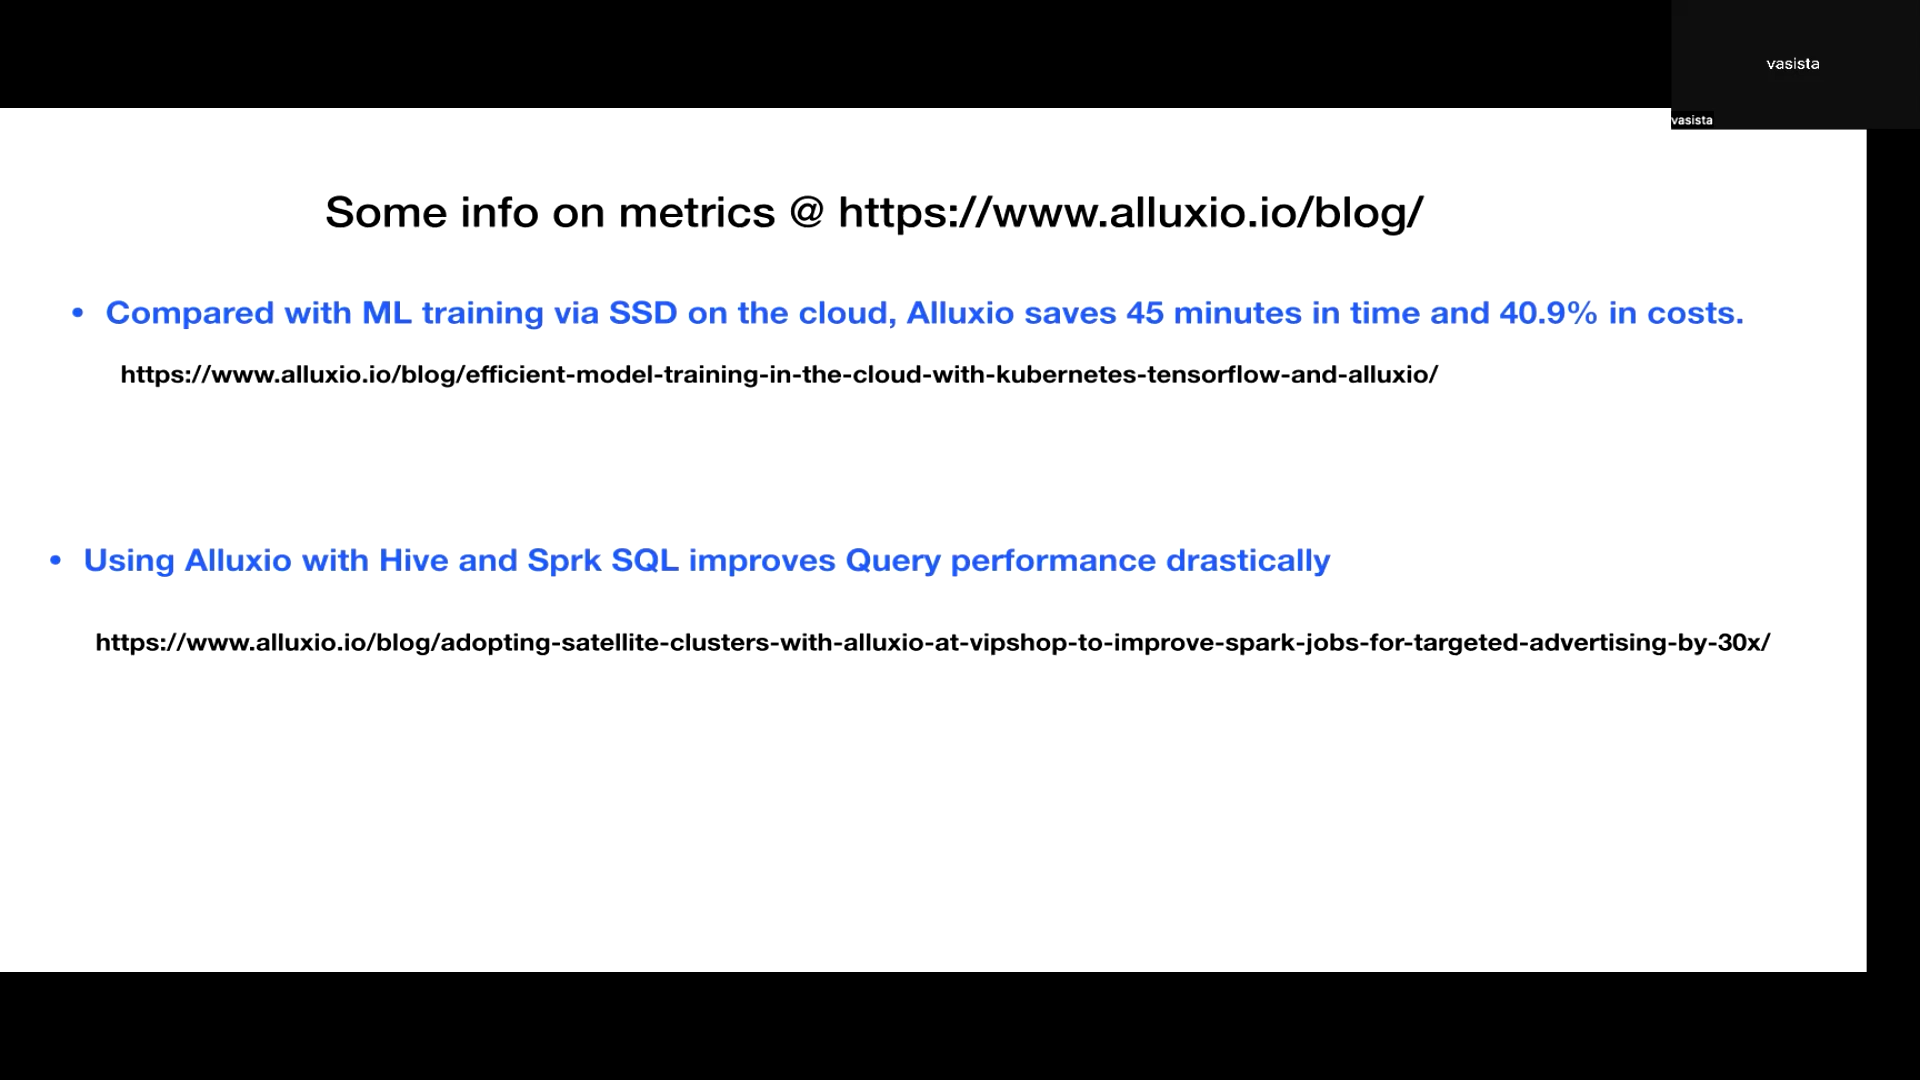 vasista
vasista
Some info on metrics @ https://www.alluxio.io/blog/
• Compared with ML training via SSD on the cloud, Alluxio saves 45 minutes in time and 40.9% in costs.
https://www.alluxio.io/blog/efficient-model-training-in-the-cloud-with-kubernetes-tensorflow-and-alluxio/
• Using Alluxio with Hive and Sprk SQL improves Query performance drastically
https://www.alluxio.io/blog/adopting-satellite-clusters-with-alluxio-at-vipshop-to-improve-spark-jobs-for-targeted-advertising-by-30x/